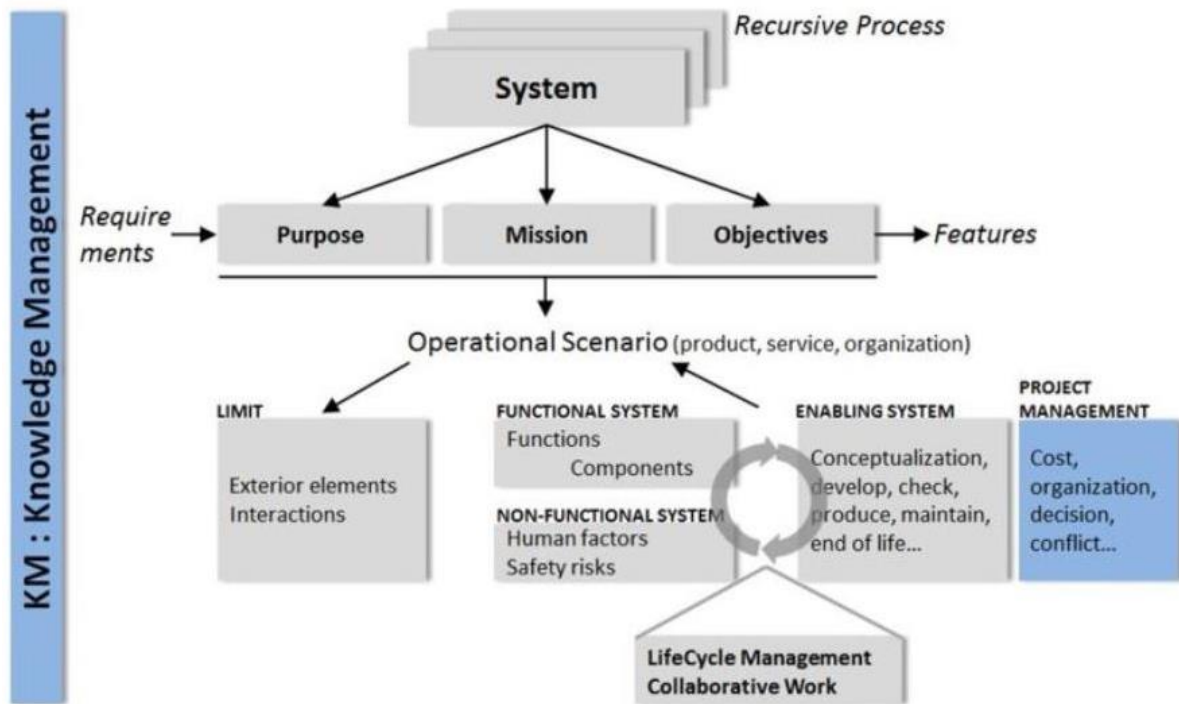 KM : Knowledge Management
Recursive Process
System
Require
ments
Purpose
Mission
Objectives
Features
Operational Scenario (product, service, organization)
LIMIT
Exterior elements
Interactions
FUNCTIONAL SYSTEM
Functions
Components
NON-FUNCTIONAL SYSTEM
Human factors
Safety risks
ENABLING SYSTEM
Conceptualization,
develop, check,
produce, maintain,
end of life...
PROJECT
MANAGEMENT
Cost,
organization,
decision,
conflict...
LifeCycle Management
Collaborative Work